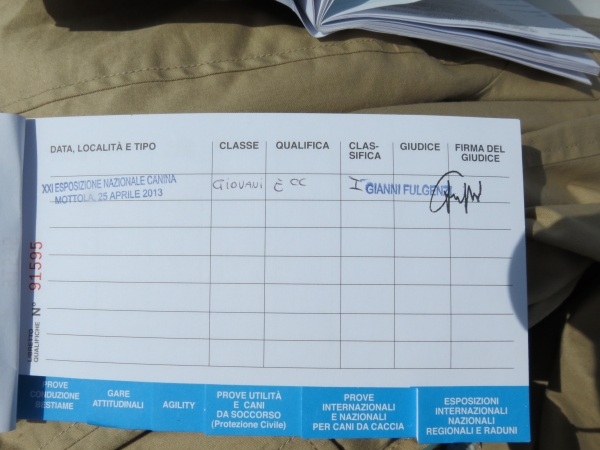 DATA, LOCALITÀ E TIPO
CLASSE
QUALIFICA
CLAS-
SIFICA
GIUDICE
FIRMA DEL
GIUDICE
XXI ESPOSIZIONE NAZIONALE CANINA
MOTTOLA, 25 APRILE 2013
GIOVANI
ECC
I
GIANNI FULGENZI
LIBRETTO
QUALIFICHE N° 91595
PROVE
CONDUZIONE
BESTIAME
GARE
ATTITUDINALI
AGILITY
PROVE UTILITÀ
E CANI
DA SOCCORSO
(Protezione Civile)
PROVE
INTERNAZIONALI
E NAZIONALI
PER CANI DA CACCIA
ESPOSIZIONI
INTERNAZIONALI
NAZIONALI
REGIONALI E RADUNI